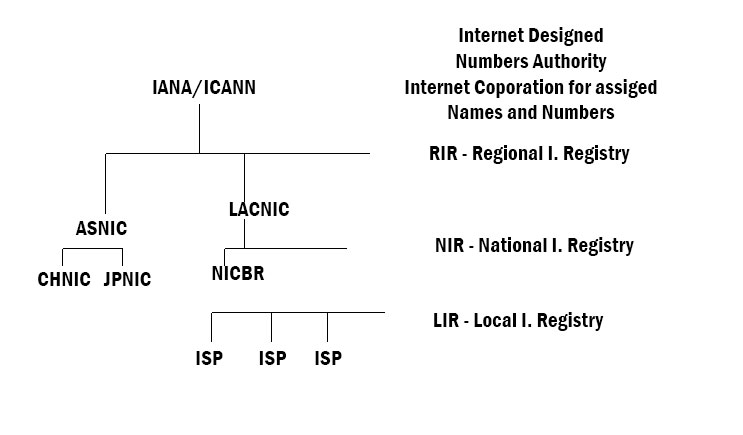 Internet Designed
Numbers Authority
IANA/ICANN
Internet Coporation for assiged
Names and Numbers
RIR - Regional I. Registry
LACNIC
ASNIC
NIR - National I. Registry
NICBR
CHNIC JPNIC
LIR - Local I. Registry
ISP ISP ISP